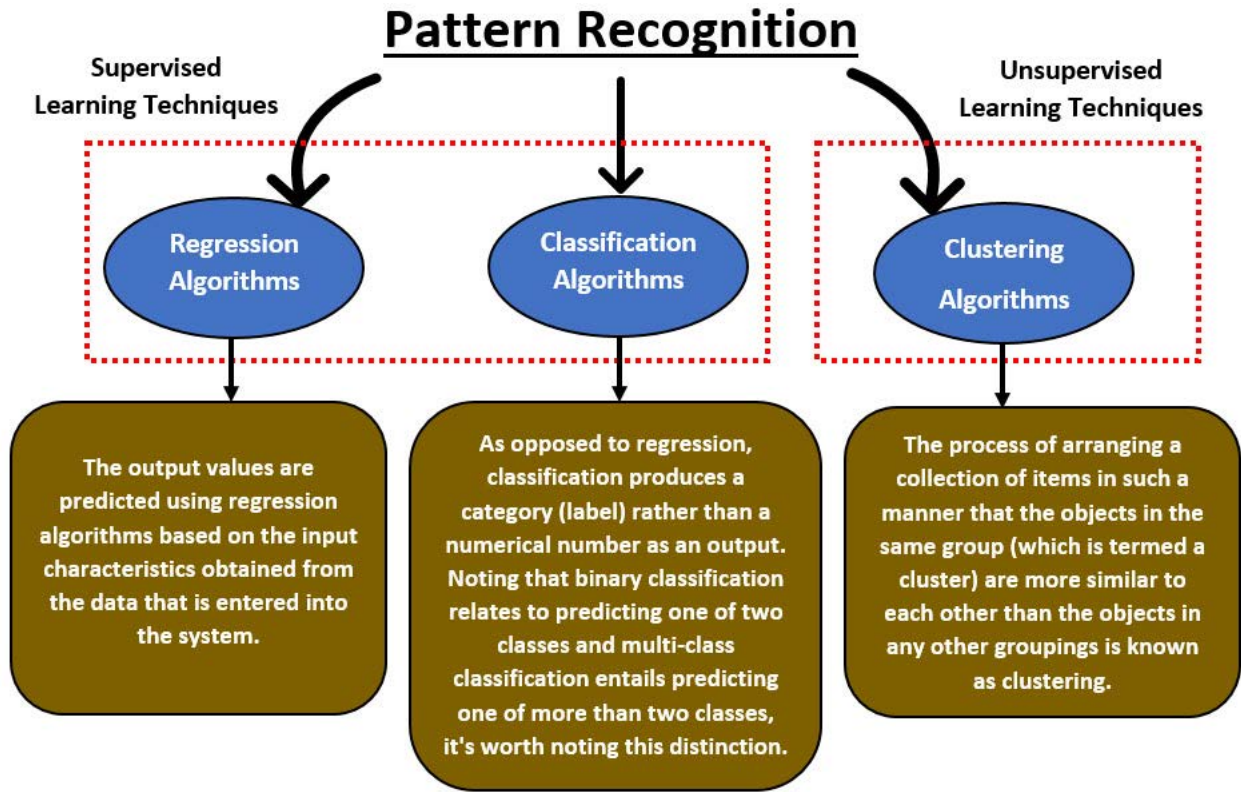 Pattern Recognition
Supervised
Learning Techniques
Unsupervised
Learning Techniques
Regression
Algorithms
Classification
Algorithms
Clustering
Algorithms
The output values are
predicted using regression
algorithms based on the input
characteristics obtained from
the data that is entered into
the system.
As opposed to regression,
classification produces a
category (label) rather than a
numerical number as an output.
Noting that binary classification
relates to predicting one of two
classes and multi-class
classification entails predicting
one of more than two classes,
it's worth noting this distinction.
The process of arranging a
collection of items in such a
manner that the objects in the
same group (which is termed a
cluster) are more similar to
each other than the objects in
any other groupings is known
as clustering.